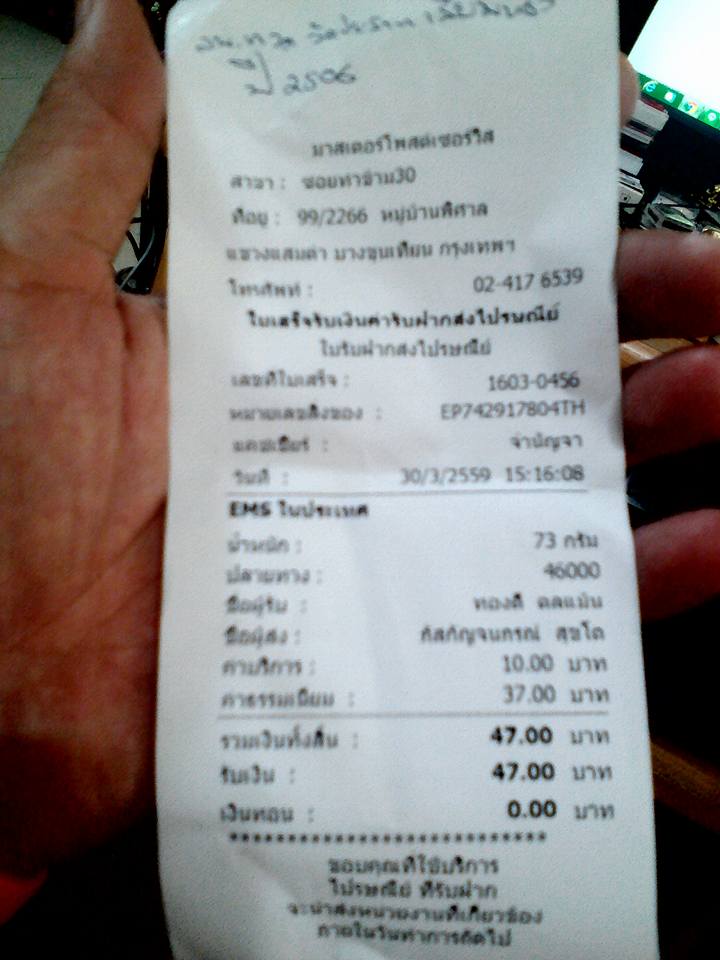 ปี 2506
มาสเตอร์โพสต์เซอร์วิส
สาขา : ซอยท่าข้าม30
ที่อยู่ : 99/2266 หมู่บ้านพิศาล
แขวงแสมดำ บางขุนเทียน กรุงเทพฯ
โทรศัพท์ : 02-417 6539
ใบเสร็จรับเงินค่ารับฝากส่งไปรษณีย์
ใบรับฝากส่งไปรษณีย์
เลขที่ใบเสร็จ : 1603-0456
หมายเลขสิ่งของ : EP742917804TH
แคชเชียร์ : จำปัญจา
วันที่ : 30/3/2559 15:16:08
EMS ในประเทศ
น้ำหนัก : 73 กรัม
ปลายทาง : 46000
ชื่อผู้รับ : ทองดี ดลแม้น
ชื่อผู้ส่ง : ภัสกัญจนภรณ์ สุขโต
ค่าบริการ : 10.00 บาท
ค่าธรรมเนียม : 37.00 บาท
รวมเงินทั้งสิ้น : 47.00 บาท
รับเงิน : 47.00 บาท
เงินทอน : 0.00 บาท
****************************
ขอบคุณที่ใช้บริการ
ไปรษณีย์ ที่รับฝาก
จะนำส่งหน่วยงานที่เกี่ยวข้อง
ภายในวันทำการถัดไป